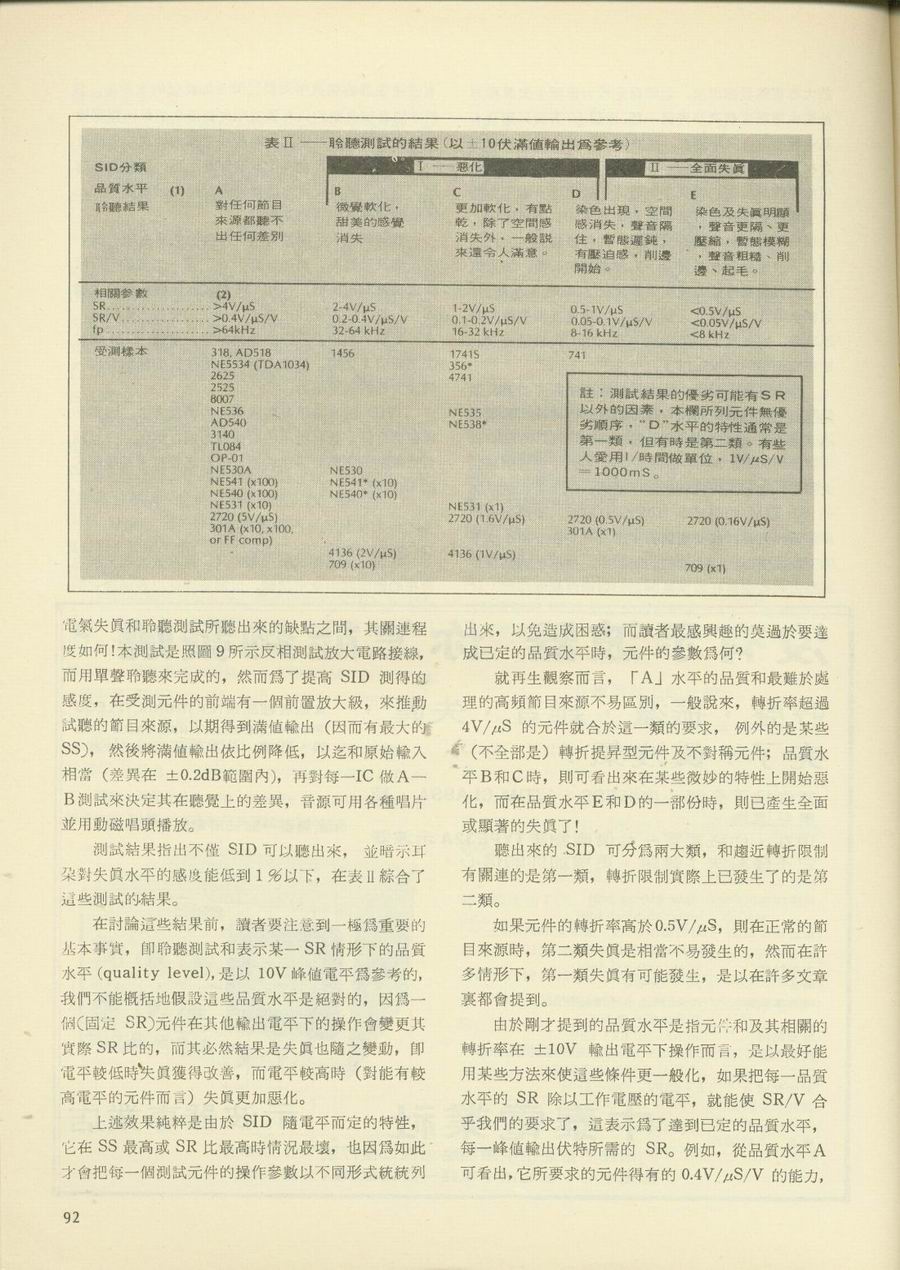 表Ⅱ——聆聽測試的結果(以±10伏滿值輸出爲參考)
SID分類
Ⅰ——惡化
Ⅱ——全面失眞
品質水平 (1) A B C D E
聆聽結果
對任何節目
來源都聽不
出任何差別
微覺軟化，
甜美的感覺
消失
更加軟化，有點
乾，除了空間感
消失外，一般說
來還令人滿意。
染色出現，空間
感消失，聲音隔
住，暫態遲鈍，
有壓迫感，削邊
開始。
染色及失眞明顯
，聲音更隔、更
壓縮，暫態模糊
，聲音粗糙、削
邊、起毛。
相關參數 (2)
SR.................... >4V/μS 2-4V/μS 1-2V/μS 0.5-1V/μS <0.5V/μS
SR/V................. >0.4V/μS/V 0.2-0.4V/μS/V 0.1-0.2V/μS/V 0.05-0.1V/μS/V <0.05V/μS/V
fp .................... >64kHz 32-64 kHz 16-32 kHz 8-16 kHz <8 kHz
受測樣本 318, AD518 1456 1741S 741
NE5534 (TDA1034) 356*
2625 4741
2525
8007
NE536 NE535
AD540 NE538*
3140
TL084
OP-01
NE530A NE530
NE541 (x100) NE541* (x10)
NE540 (x100) NE540* (x10)
NE531 (x10) NE531 (x1)
2720 (5V/μS) 2720 (1.6V/μS) 2720 (0.5V/μS) 2720 (0.16V/μS)
301A (x10, x100, 301A (x1)
or FF comp)
4136 (2V/μS) 4136 (1V/μS)
709 (x10) 709 (x1)
註：測試結果的優劣可能有SR
以外的因素，本欄所列元件無優
劣順序，“D”水平的特性通常是
第一類，但有時是第二類。有些
人愛用1/時間做單位，1V/μS/V
＝1000mS。
電氣失眞和聆聽測試所聽出來的缺點之間，其關連程
度如何!本測試是照圖9所示反相測試放大電路接線，
而用單聲聆聽來完成的，然而爲了提高 SID 測得的
感度，在受測元件的前端有一個前置放大級，來推動
試聽的節目來源，以期得到滿値輸出（因而有最大的
SS)， 然後將滿値輸出依比例降低，以迄和原始輸入
相當（差異在 ±0.2dB範圍內)，再對每一IC 做A—
B測試來決定其在聽覺上的差異，音源可用各種唱片
並用動磁唱頭播放。
測試結果指出不僅 SID 可以聽出來， 並暗示耳
朶對失眞水平的感度能低到1%以下，在表Ⅱ綜合了
這些測試的結果。
在討論這些結果前，讀者要注意到一極爲重要的
基本事實，卽聆聽測試和表示某一 SR 情形下的品質
水平 (quality level), 是以 10V 峰値電平爲參考的，
我們不能槪括地假設這些品質水平是絕對的，因爲一
個(固定 SR)元件在其他輸出電平下的操作會變更其
實際 SR 比的，而其必然結果是失眞也隨之變動，卽
電平較低時失眞獲得改善，而電平較高時（對能有較
高電平的元件而言）失眞更加惡化。
上述效果純粹是由於 SID 隨電平而定的特性，
它在 SS 最高或 SR 比最高時情況最壞，也因爲如此
才會把每一個測試元件的操作參數以不同形式統統列
出來，以免造成困惑；而讀者最感興趣的莫過於要達
成已定的品質水平時，元件的參數爲何?
就再生觀察而言，「A」水平的品質和最難於處
理的高頻節目來源不易區別，一般說來，轉折率超過
4V/μS 的元件就合於這一類的要求， 例外的是某些
（不全部是）轉折提昇型元件及不對稱元件；品質水
平B和C時，則可看出來在某些微妙的特性上開始惡
化，而在品質水平E和D的一部份時，則已產生全面
或顯著的失眞了!
聽出來的 SID 可分爲兩大類，和趨近轉折限制
有關連的是第一類，轉折限制實際上已發生了的是第
二類。
如果元件的轉折率高於0.5V/μS，則在正常的節
目來源時，第二類失眞是相當不易發生的，然而在許
多情形下，第一類失眞有可能發生，是以在許多文章
裏都會提到。
由於剛才提到的品質水平是指元件和及其相關的
轉折率在 ±10V 輸出電平下操作而言，是以最好能
用某些方法來使這些條件更一般化，如果把每一品質
水平的 SR 除以工作電壓的電平，就能使 SR/V 合
乎我們的要求了，這表示爲了達到已定的品質水平，
每一峰値輸出伏特所需的 SR。例如，從品質水平A
可看出，它所要求的元件得有的 0.4V/μS/V 的能力，
92